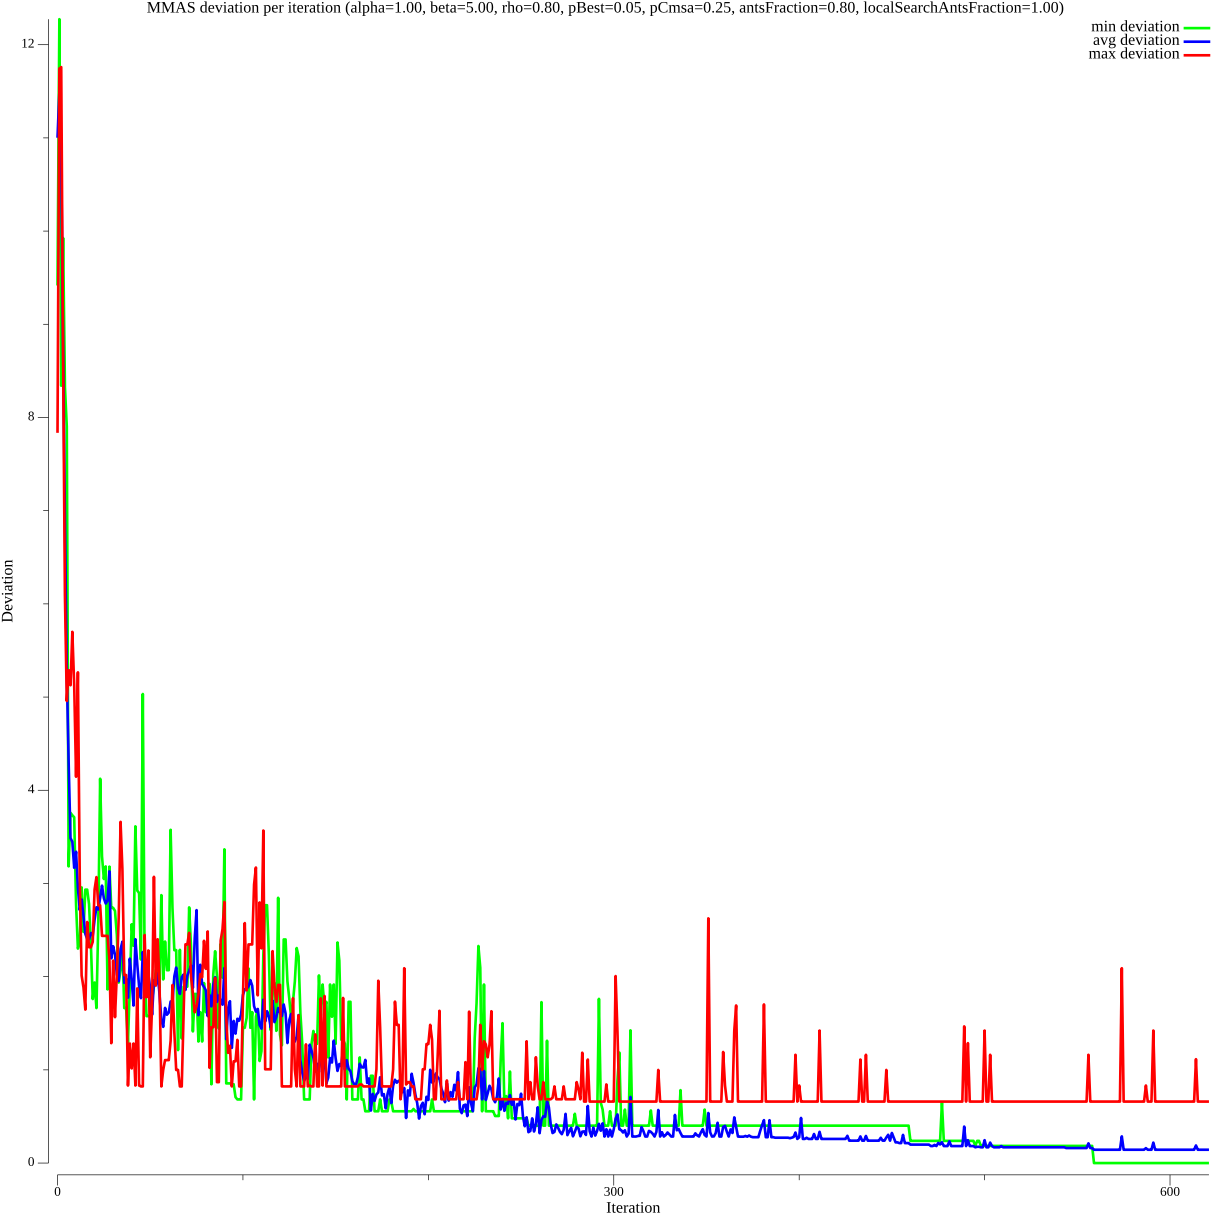 MMAS deviation per iteration (alpha=1.00, beta=5.00, rho=0.80, pBest=0.05, pCmsa=0.25, antsFraction=0.80, localSearchAntsFraction=1.00)
min deviation
avg deviation
max deviation
12
8
4
0
Deviation
0
300
600
Iteration